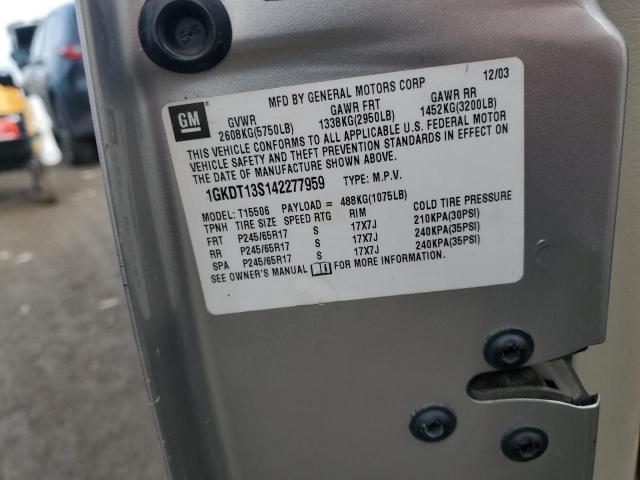 GM
MFD BY GENERAL MOTORS CORP 12/03
GVWR GAWR FRT GAWR RR
2608KG(5750LB) 1338KG(2950LB) 1452KG(3200LB)
THIS VEHICLE CONFORMS TO ALL APPLICABLE U.S. FEDERAL MOTOR
VEHICLE SAFETY AND THEFT PREVENTION STANDARDS IN EFFECT ON
THE DATE OF MANUFACTURE SHOWN ABOVE.
1GKDT13S142277959 TYPE: M.P.V.
MODEL: T15506 PAYLOAD = 488KG(1075LB)
TPNH TIRE SIZE SPEED RTG RIM COLD TIRE PRESSURE
FRT P245/65R17 S 17X7J 210KPA(30PSI)
RR P245/65R17 S 17X7J 240KPA(35PSI)
SPA P245/65R17 S 17X7J 240KPA(35PSI)
SEE OWNER'S MANUAL FOR MORE INFORMATION.